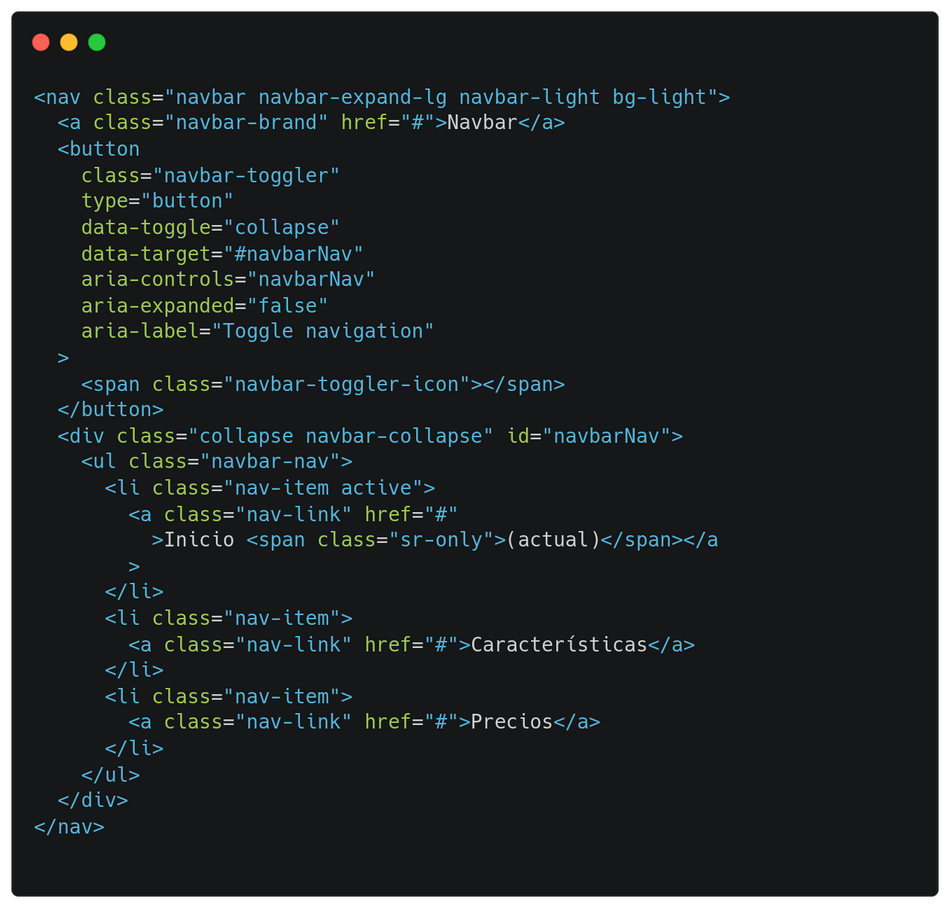 <nav class="navbar navbar-expand-lg navbar-light bg-light">
  <a class="navbar-brand" href="#">Navbar</a>
  <button
    class="navbar-toggler"
    type="button"
    data-toggle="collapse"
    data-target="#navbarNav"
    aria-controls="navbarNav"
    aria-expanded="false"
    aria-label="Toggle navigation"
  >
    <span class="navbar-toggler-icon"></span>
  </button>
  <div class="collapse navbar-collapse" id="navbarNav">
    <ul class="navbar-nav">
      <li class="nav-item active">
        <a class="nav-link" href="#"
          >Inicio <span class="sr-only">(actual)</span></a
        >
      </li>
      <li class="nav-item">
        <a class="nav-link" href="#">Características</a>
      </li>
      <li class="nav-item">
        <a class="nav-link" href="#">Precios</a>
      </li>
    </ul>
  </div>
</nav>